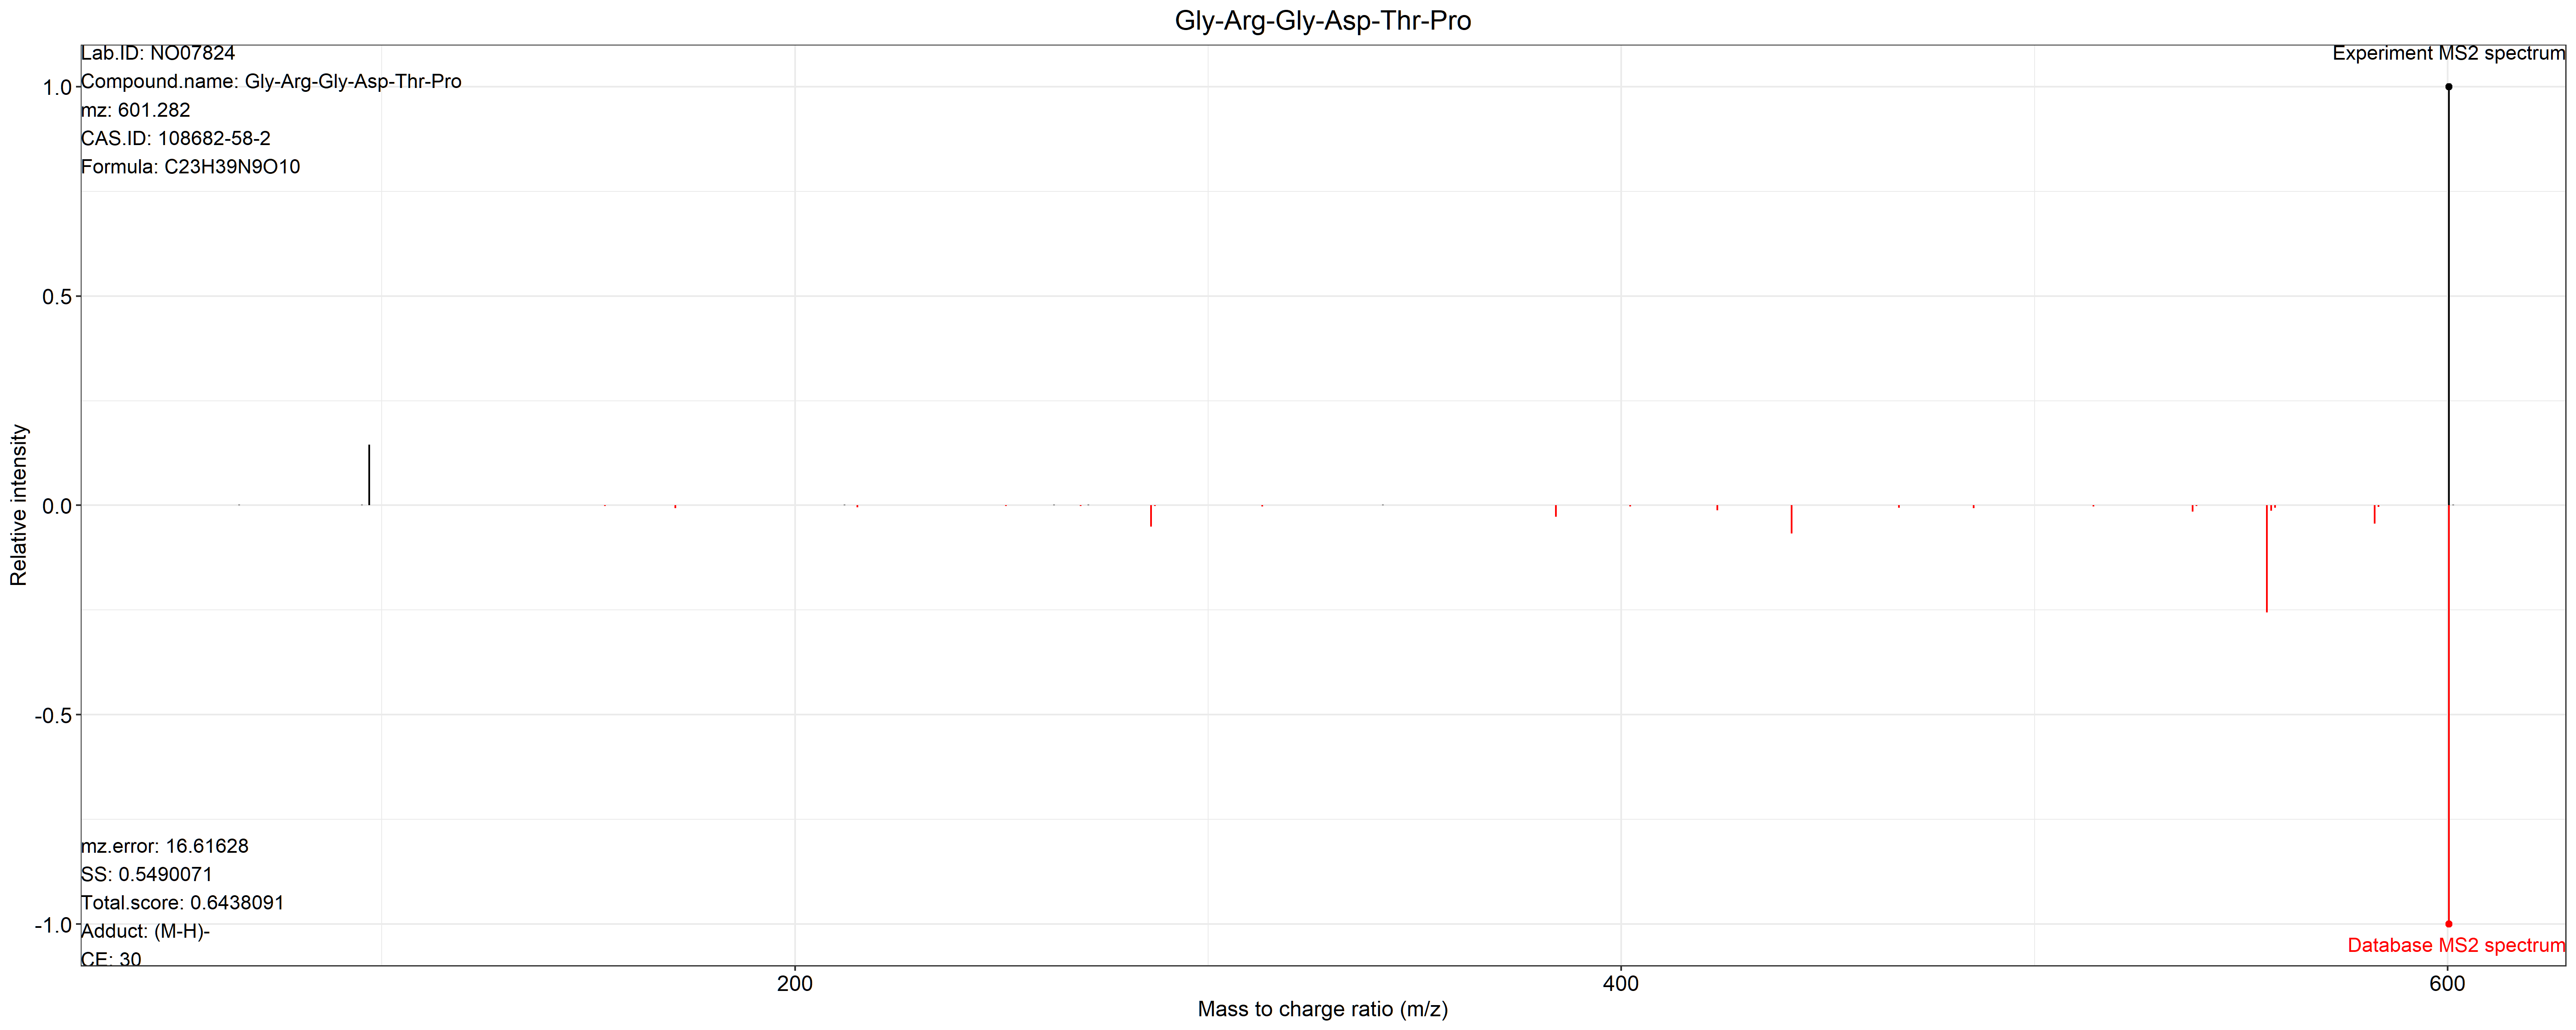 Gly-Arg-Gly-Asp-Thr-Pro
Lab.ID: NO07824
Experiment MS2 spectrum
Compound.name: Gly-Arg-Gly-Asp-Thr-Pro
mz: 601.282
CAS.ID: 108682-58-2
Formula: C23H39N9O10
1.0
0.5
0.0
-0.5
-1.0
Relative intensity
mz.error: 16.61628
SS: 0.5490071
Total.score: 0.6438091
Adduct: (M-H)-
CE: 30
Database MS2 spectrum
200
400
600
Mass to charge ratio (m/z)